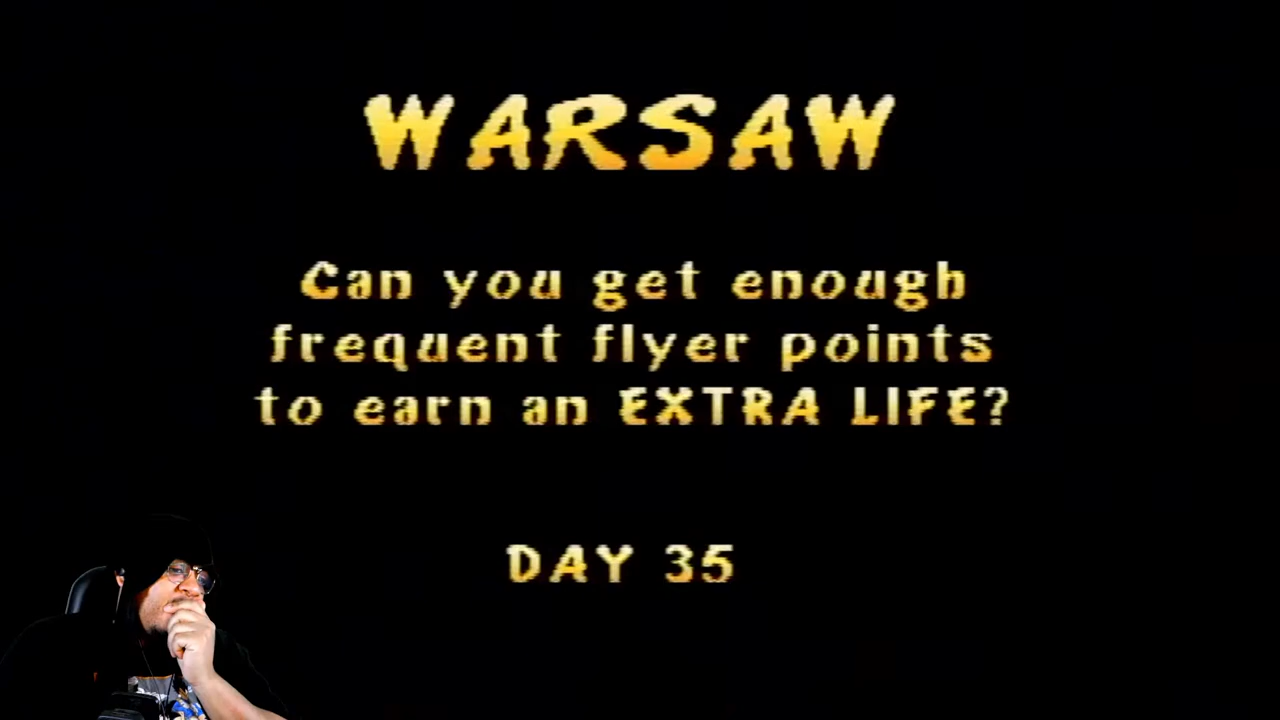 WARSAW
Can you get enough
frequent flyer points
to earn an EXTRA LIFE?
DAY 35